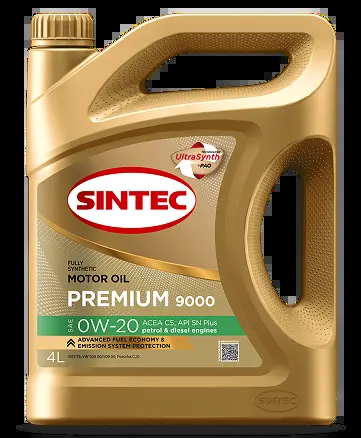 UltraSynth
+PAO
SINTEC
FULLY
SYNTHETIC
MOTOR OIL
PREMIUM 9000
SAE 0W-20 ACEA C5, API SN Plus
petrol & diesel engines
ADVANCED FUEL ECONOMY &
EMISSION SYSTEM PROTECTION
4L
SINTEC